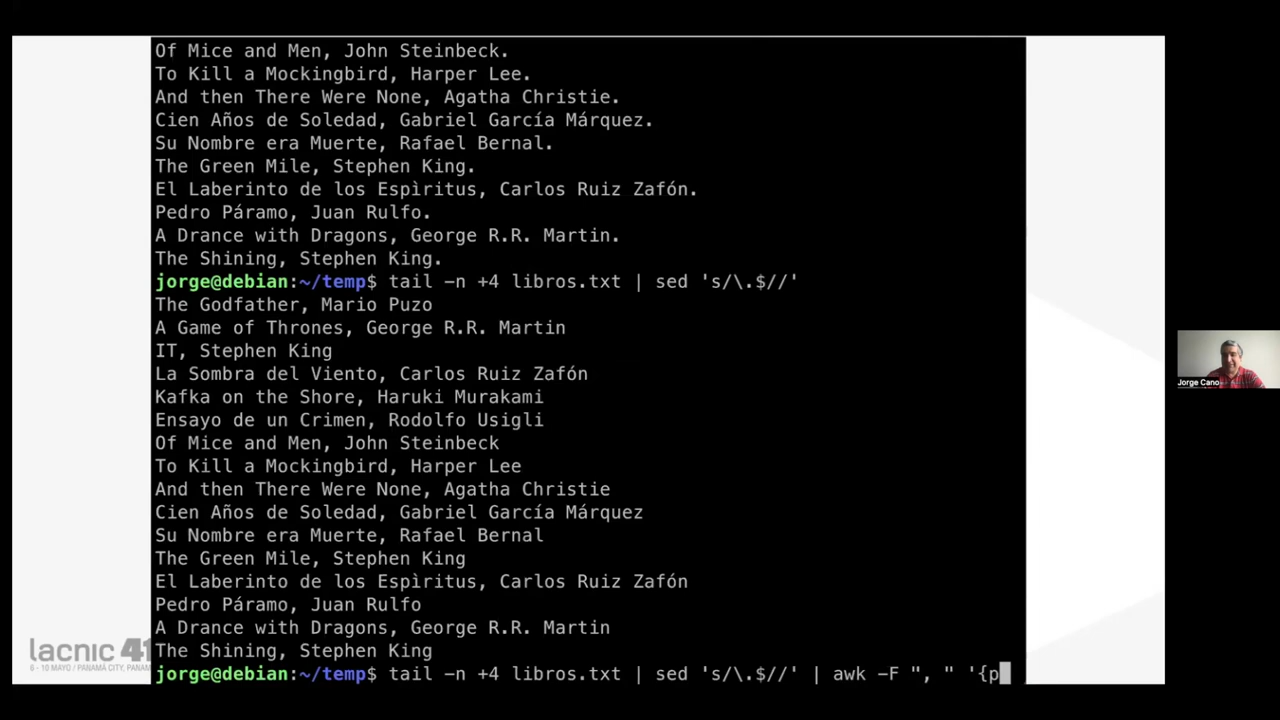 Of Mice and Men, John Steinbeck.
To Kill a Mockingbird, Harper Lee.
And then There Were None, Agatha Christie.
Cien Años de Soledad, Gabriel García Márquez.
Su Nombre era Muerte, Rafael Bernal.
The Green Mile, Stephen King.
El Laberinto de los Espìritus, Carlos Ruiz Zafón.
Pedro Páramo, Juan Rulfo.
A Drance with Dragons, George R.R. Martin.
The Shining, Stephen King.
jorge@debian:~/temp$ tail -n +4 libros.txt | sed 's/\.$//'
The Godfather, Mario Puzo
A Game of Thrones, George R.R. Martin
IT, Stephen King
La Sombra del Viento, Carlos Ruiz Zafón
Kafka on the Shore, Haruki Murakami
Ensayo de un Crimen, Rodolfo Usigli
Of Mice and Men, John Steinbeck
To Kill a Mockingbird, Harper Lee
And then There Were None, Agatha Christie
Cien Años de Soledad, Gabriel García Márquez
Su Nombre era Muerte, Rafael Bernal
The Green Mile, Stephen King
El Laberinto de los Espìritus, Carlos Ruiz Zafón
Pedro Páramo, Juan Rulfo
A Drance with Dragons, George R.R. Martin
The Shining, Stephen King
jorge@debian:~/temp$ tail -n +4 libros.txt | sed 's/\.$//' | awk -F ", " '{p
lacnic 41
6 - 10 MAYO / PANAMÁ CITY, PANAM
Jorge Cano